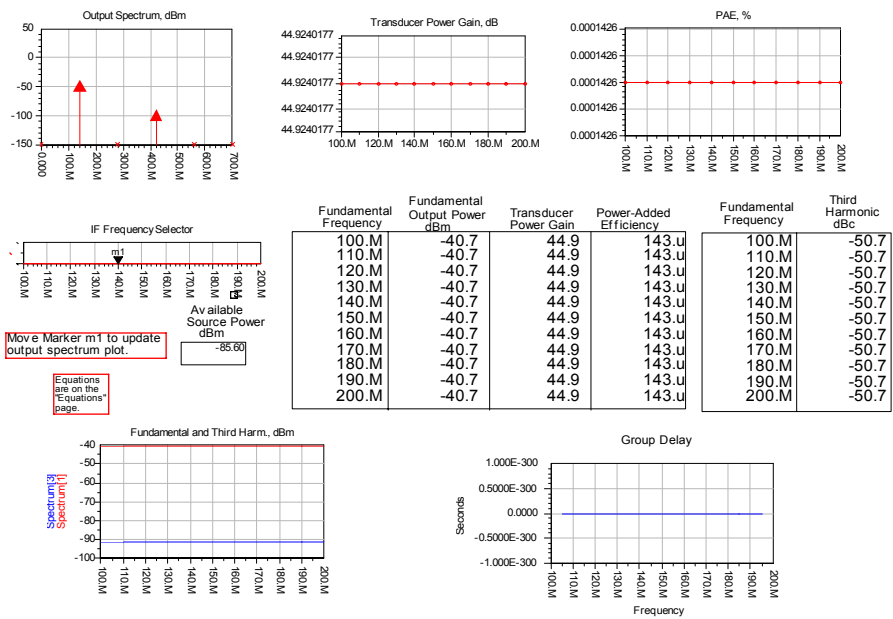 Output Spectrum, dBm
50
0
-50
-100
-150
0.000
100.M
200.M
300.M
400.M
500.M
600.M
700.M
Transducer Power Gain, dB
44.9240177
44.9240177
44.9240177
44.9240177
44.9240177
100.M
120.M
140.M
160.M
180.M
200.M
PAE, %
0.0001426
0.0001426
0.0001426
0.0001426
0.0001426
100.M
110.M
120.M
130.M
140.M
150.M
160.M
170.M
180.M
190.M
200.M
IF Frequency Selector
m1
100.M
110.M
120.M
130.M
140.M
150.M
160.M
170.M
180.M
190.M
200.M
Move Marker m1 to update
output spectrum plot.
Available
Source Power
dBm
-85.60
Equations
are on the
"Equations"
page.
Fundamental Frequency Fundamental Output Power dBm Transducer Power Gain Power-Added Efficiency
100.M -40.7 44.9 143.u
110.M -40.7 44.9 143.u
120.M -40.7 44.9 143.u
130.M -40.7 44.9 143.u
140.M -40.7 44.9 143.u
150.M -40.7 44.9 143.u
160.M -40.7 44.9 143.u
170.M -40.7 44.9 143.u
180.M -40.7 44.9 143.u
190.M -40.7 44.9 143.u
200.M -40.7 44.9 143.u
Fundamental Frequency Third Harmonic dBc
100.M -50.7
110.M -50.7
120.M -50.7
130.M -50.7
140.M -50.7
150.M -50.7
160.M -50.7
170.M -50.7
180.M -50.7
190.M -50.7
200.M -50.7
Fundamental and Third Harm., dBm
Spectrum[3]
Spectrum[1]
-40
-50
-60
-70
-80
-90
-100
100.M
110.M
120.M
130.M
140.M
150.M
160.M
170.M
180.M
190.M
200.M
Group Delay
Seconds
1.000E-300
0.5000E-300
0.0000
-0.5000E-300
-1.000E-300
100.M
110.M
120.M
130.M
140.M
150.M
160.M
170.M
180.M
190.M
200.M
Frequency